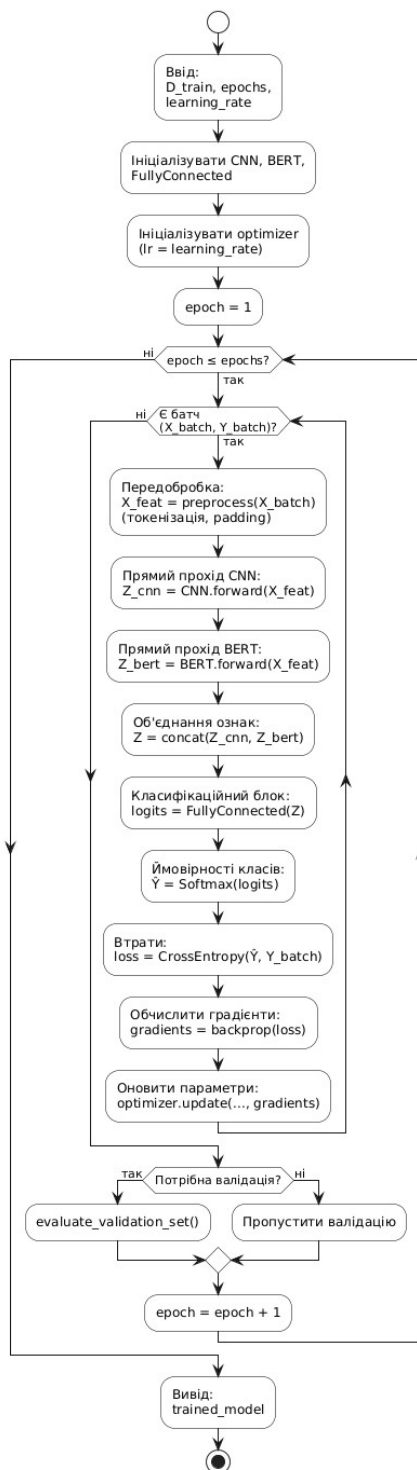 Ввід:
D_train, epochs,
learning_rate
Ініціалізувати CNN, BERT,
FullyConnected
Ініціалізувати optimizer
(lr = learning_rate)
epoch = 1
ні
epoch ≤ epochs?
так
ні
Є батч
(X_batch, Y_batch)?
так
Передобробка:
X_feat = preprocess(X_batch)
(токенізація, padding)
Прямий прохід CNN:
Z_cnn = CNN.forward(X_feat)
Прямий прохід BERT:
Z_bert = BERT.forward(X_feat)
Об'єднання ознак:
Z = concat(Z_cnn, Z_bert)
Класифікаційний блок:
logits = FullyConnected(Z)
Ймовірності класів:
Ŷ = Softmax(logits)
Втрати:
loss = CrossEntropy(Ŷ, Y_batch)
Обчислити градієнти:
gradients = backprop(loss)
Оновити параметри:
optimizer.update(..., gradients)
так
Потрібна валідація?
ні
evaluate_validation_set()
Пропустити валідацію
epoch = epoch + 1
Вивід:
trained_model